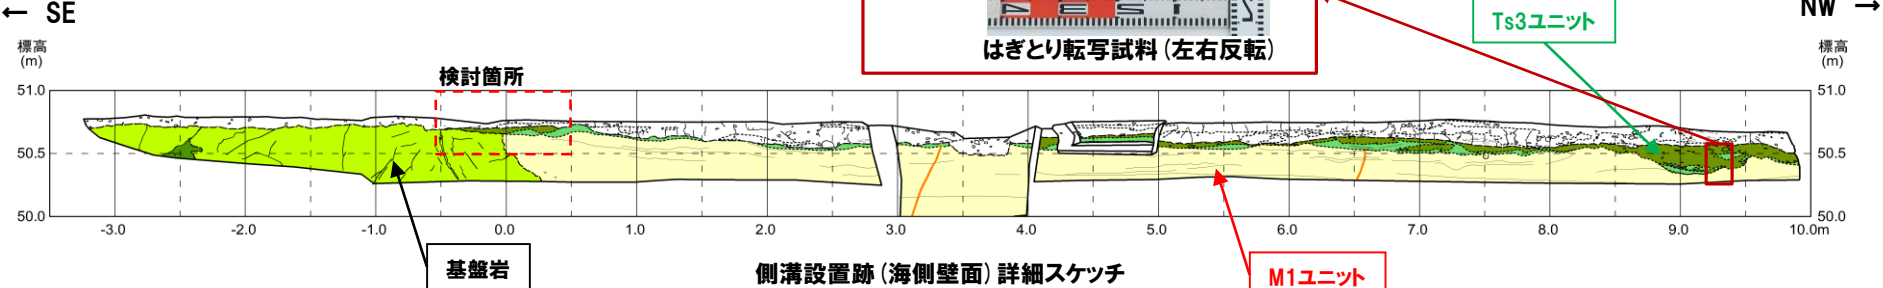 ← SE
NW →
はぎとり転写試料(左右反転)
Ts3ユニット
標高
(m)
標高
(m)
検討箇所
51.0
51.0
50.5
50.5
50.0
50.0
-3.0
-2.0
-1.0
0.0
1.0
2.0
3.0
4.0
5.0
6.0
7.0
8.0
9.0
10.0m
基盤岩
側溝設置跡(海側壁面)詳細スケッチ
M1ユニット